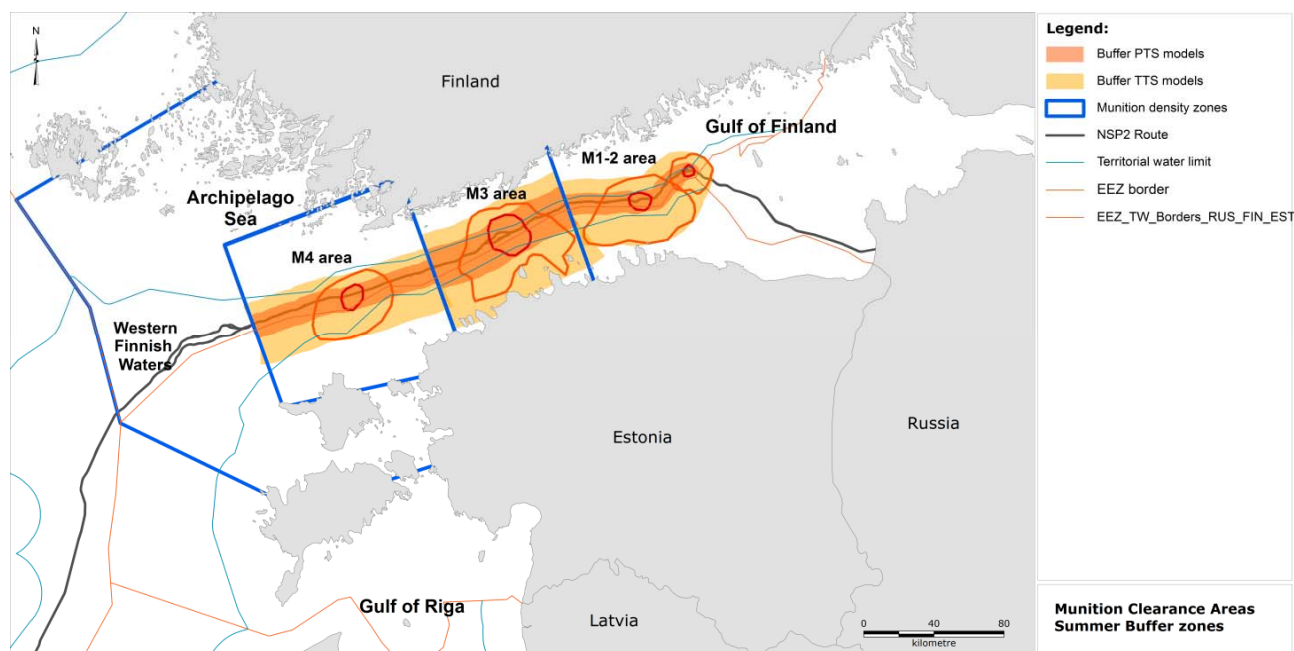 N
Finland
Gulf of Finland
M1-2 area
M3 area
Archipelago
Sea
M4 area
Western
Finnish
Waters
Estonia
Russia
Gulf of Riga
Latvia
0 20 40 80
kilometre
Legend:
Buffer PTS models
Buffer TTS models
Munition density zones
NSP2 Route
Territorial water limit
EEZ border
EEZ_TW_Borders_RUS_FIN_EST
Munition Clearance Areas
Summer Buffer zones